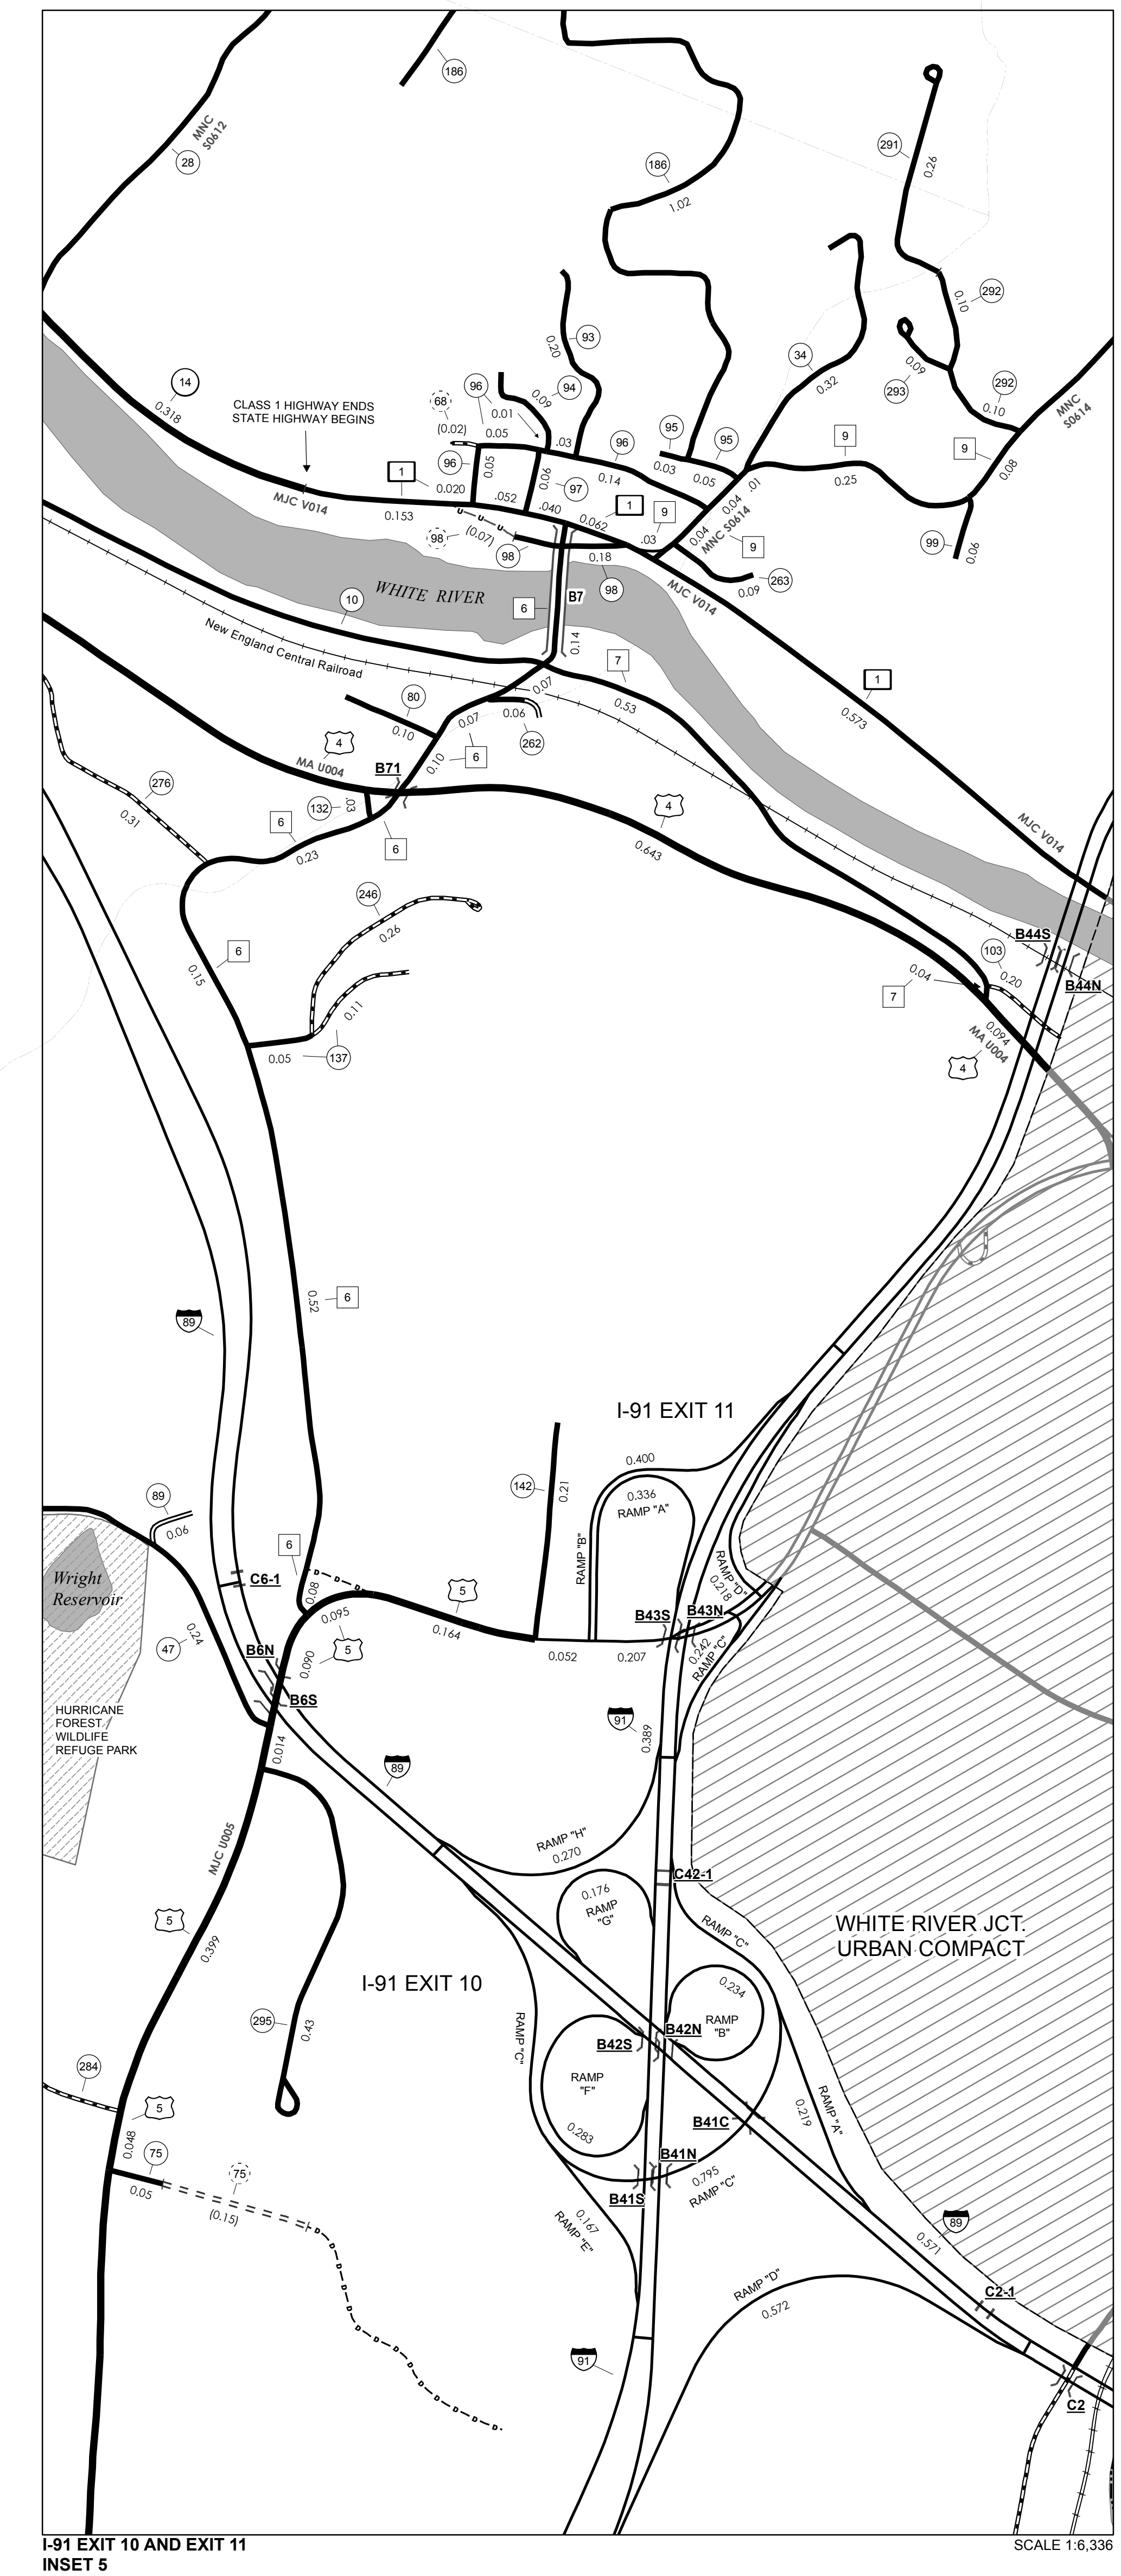 186
MNC
S0612
28
291
0.26
186
1.02
292
0.10
93
0.20
14
0.318
34
0.32
0.09
293
292
0.10
MNC
S0614
CLASS 1 HIGHWAY ENDS
STATE HIGHWAY BEGINS
96
94
0.09
68
0.01
(0.02)
0.05
.03
96
95
95
9
9
96
0.05
0.06
97
0.14
0.03
0.05
.01
0.25
0.08
1
0.020
.052
.040
1
0.062
9
0.04
MJC V014
0.153
98
(0.07)
98
.03
0.04
MNC S0614
9
99
0.06
0.18
98
263
0.09
MJC V014
WHITE RIVER
6
B7
10
0.14
New England Central Railroad
7
1
0.07
0.53
0.573
80
0.10
0.07
0.06
262
6
4
MA U004
B71
0.10
276
0.31
132
.03
4
6
6
0.23
0.643
MJC V014
246
0.26
6
0.15
B44S
103
0.20
0.04
B44N
7
0.11
0.094
MA U004
0.05
137
4
6
0.52
89
I-91 EXIT 11
0.400
142
0.21
0.336
RAMP "A"
89
0.06
RAMP "B"
6
Wright
Reservoir
C6-1
0.08
RAMP "D"
0.218
5
0.095
0.164
B43S
B43N
47
0.24
B6N
0.090
5
0.052
0.207
0.242
RAMP "C"
B6S
HURRICANE
FOREST
WILDLIFE
REFUGE PARK
91
0.389
0.014
89
MJC U005
RAMP "H"
0.270
C42-1
0.176
RAMP
"G"
5
0.399
RAMP "C"
WHITE RIVER JCT.
URBAN COMPACT
I-91 EXIT 10
0.234
RAMP
"B"
295
0.43
RAMP "C"
B42N
B42S
284
RAMP
"F"
5
0.048
0.283
B41C
0.219
RAMP "A"
75
0.05
75
(0.15)
B41N
0.795
RAMP "C"
B41S
0.167
RAMP "E"
89
0.571
RAMP "D"
0.572
C2-1
91
C2
I-91 EXIT 10 AND EXIT 11
SCALE 1:6,336
INSET 5